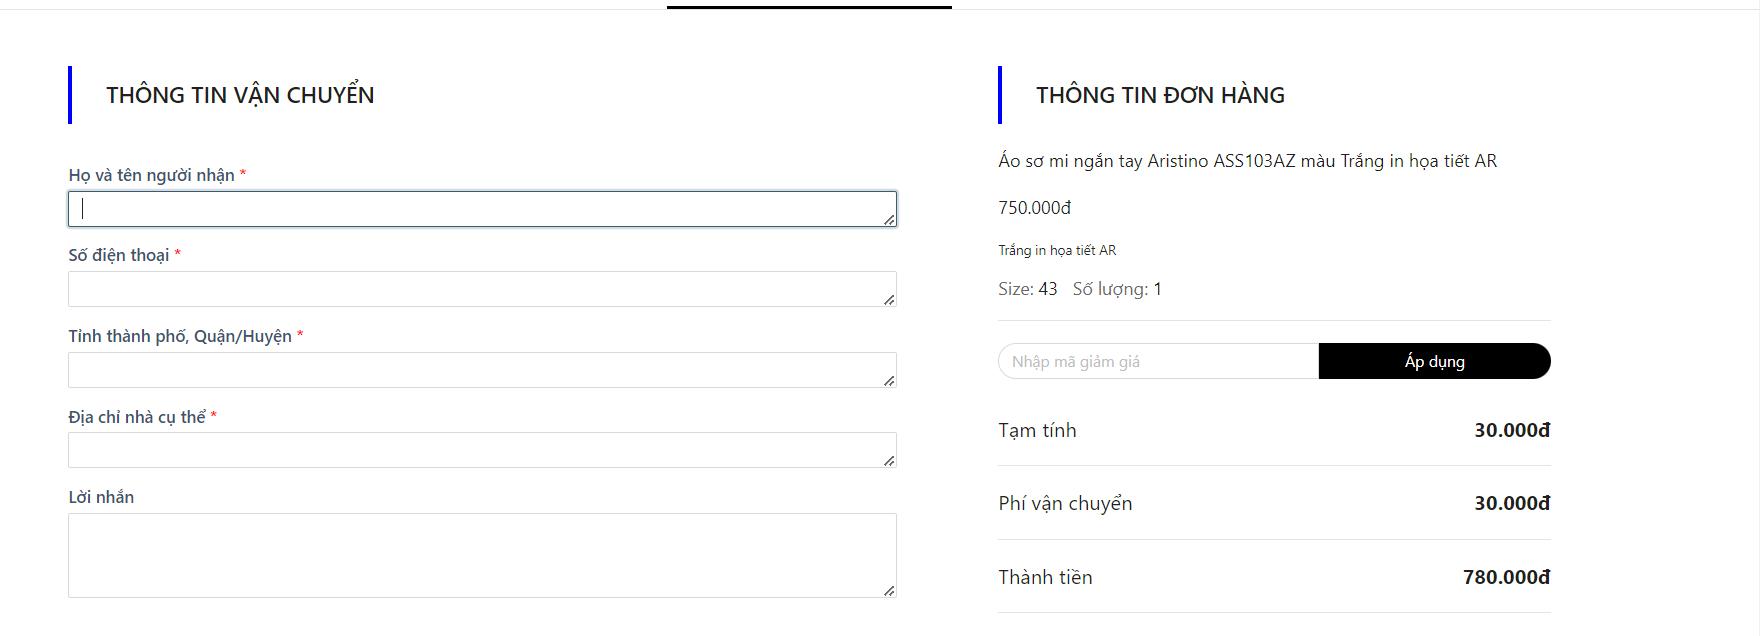 THÔNG TIN VẬN CHUYỂN
Họ và tên người nhận *
Số điện thoại *
Tỉnh thành phố, Quận/Huyện *
Địa chỉ nhà cụ thể *
Lời nhắn
THÔNG TIN ĐƠN HÀNG
Áo sơ mi ngắn tay Aristino ASS103AZ màu Trắng in họa tiết AR
750.000đ
Trắng in họa tiết AR
Size: 43 Số lượng: 1
Nhập mã giảm giá Áp dụng
Tạm tính 30.000đ
Phí vận chuyển 30.000đ
Thành tiền 780.000đ